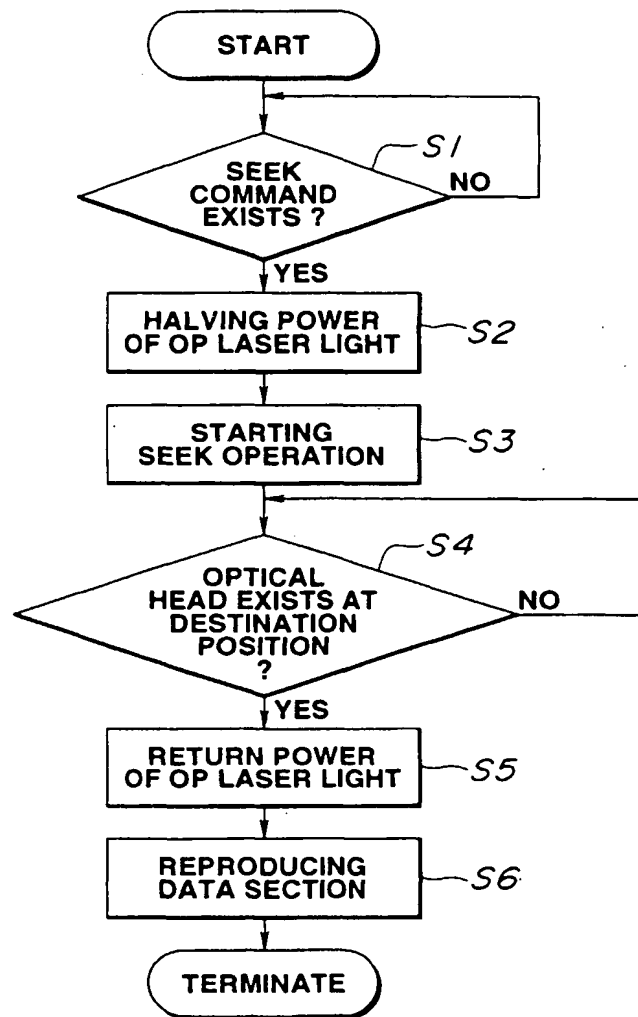 START
S1
SEEK
COMMAND
EXISTS ?
NO
YES
HALVING POWER
OF OP LASER LIGHT
S2
STARTING
SEEK OPERATION
S3
S4
OPTICAL
HEAD EXISTS AT
DESTINATION
POSITION
?
NO
YES
RETURN POWER
OF OP LASER LIGHT
S5
REPRODUCING
DATA SECTION
S6
TERMINATE